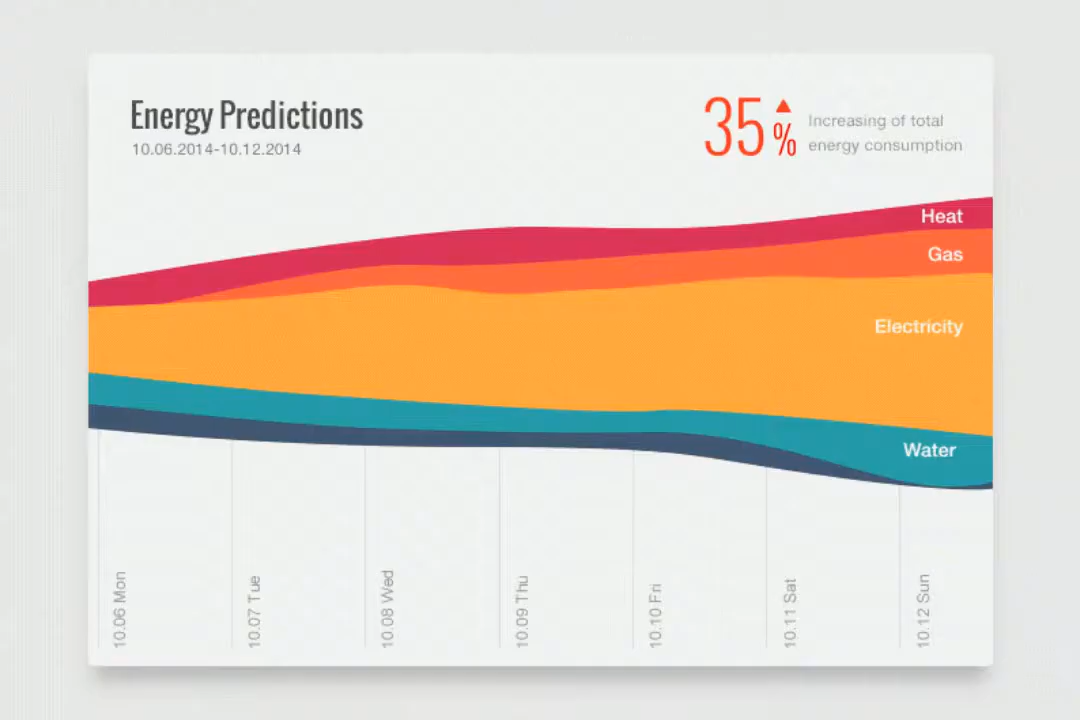 Energy Predictions
10.06.2014-10.12.2014
35%
Increasing of total
energy consumption
Heat
Gas
Electricity
Water
10.06 Mon
10.07 Tue
10.08 Wed
10.09 Thu
10.10 Fri
10.11 Sat
10.12 Sun